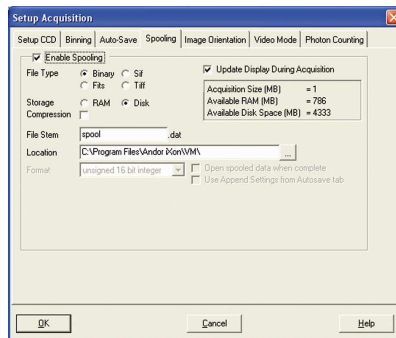 Setup Acquisition
Setup CCD Binning Auto-Save Spooling Image Orientation Video Mode Photon Counting
Enable Spooling
File Type Binary Sif
Fits Tiff
Update Display During Acquisition
Acquisition Size (MB) = 1
Available RAM (MB) = 786
Available Disk Space (MB) = 4333
Storage RAM Disk
Compression
File Stem spool .dat
Location C:\Program Files\Andor iXon\VM\ ...
Format unsigned 16 bit integer
Open spooled data when complete
Use Append Settings from Autosave tab
OK Cancel Help